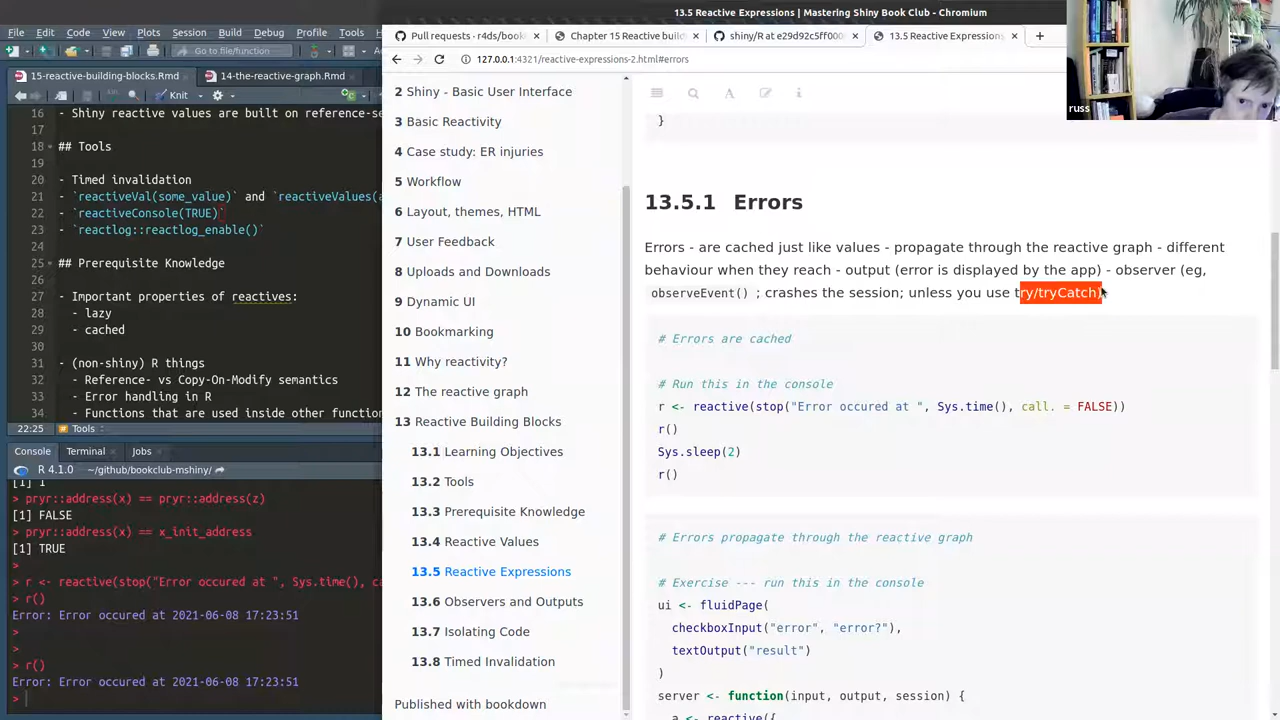 13.5 Reactive Expressions | Mastering Shiny Book Club - Chromium
File Edit Code View Plots Session Build Debug Profile Tools
Go to file/function
15-reactive-building-blocks.Rmd
14-the-reactive-graph.Rmd
Knit
16 - Shiny reactive values are built on reference-se
17
18 ## Tools
19
20 - Timed invalidation
21 - `reactiveVal(some_value)` and `reactiveValues(a
22 - `reactiveConsole(TRUE)`
23 - `reactlog::reactlog_enable()`
24
25 ## Prerequisite Knowledge
26
27 - Important properties of reactives:
28 - lazy
29 - cached
30
31 - (non-shiny) R things
32 - Reference- vs Copy-On-Modify semantics
33 - Error handling in R
34 - Functions that are used inside other function
22:25 # Tools
Console Terminal Jobs
R 4.1.0 ~/github/bookclub-mshiny/
[1] 1
> pryr::address(x) == pryr::address(z)
[1] FALSE
> pryr::address(x) == x_init_address
[1] TRUE
>
> r <- reactive(stop("Error occured at ", Sys.time(), ca
> r()
Error: Error occured at 2021-06-08 17:23:51
>
>
> r()
Error: Error occured at 2021-06-08 17:23:51
>
Pull requests · r4ds/book
Chapter 15 Reactive buil
shiny/R at e29d92c5ff000
13.5 Reactive Expressions
127.0.0.1:4321/reactive-expressions-2.html#errors
2 Shiny - Basic User Interface
3 Basic Reactivity
4 Case study: ER injuries
5 Workflow
6 Layout, themes, HTML
7 User Feedback
8 Uploads and Downloads
9 Dynamic UI
10 Bookmarking
11 Why reactivity?
12 The reactive graph
13 Reactive Building Blocks
13.1 Learning Objectives
13.2 Tools
13.3 Prerequisite Knowledge
13.4 Reactive Values
13.5 Reactive Expressions
13.6 Observers and Outputs
13.7 Isolating Code
13.8 Timed Invalidation
Published with bookdown
}
13.5.1 Errors
Errors - are cached just like values - propagate through the reactive graph - different
behaviour when they reach - output (error is displayed by the app) - observer (eg,
observeEvent() ; crashes the session; unless you use try/tryCatch)
# Errors are cached
# Run this in the console
r <- reactive(stop("Error occured at ", Sys.time(), call. = FALSE))
r()
Sys.sleep(2)
r()
# Errors propagate through the reactive graph
# Exercise --- run this in the console
ui <- fluidPage(
checkboxInput("error", "error?"),
textOutput("result")
)
server <- function(input, output, session) {
a <- reactive({
russ